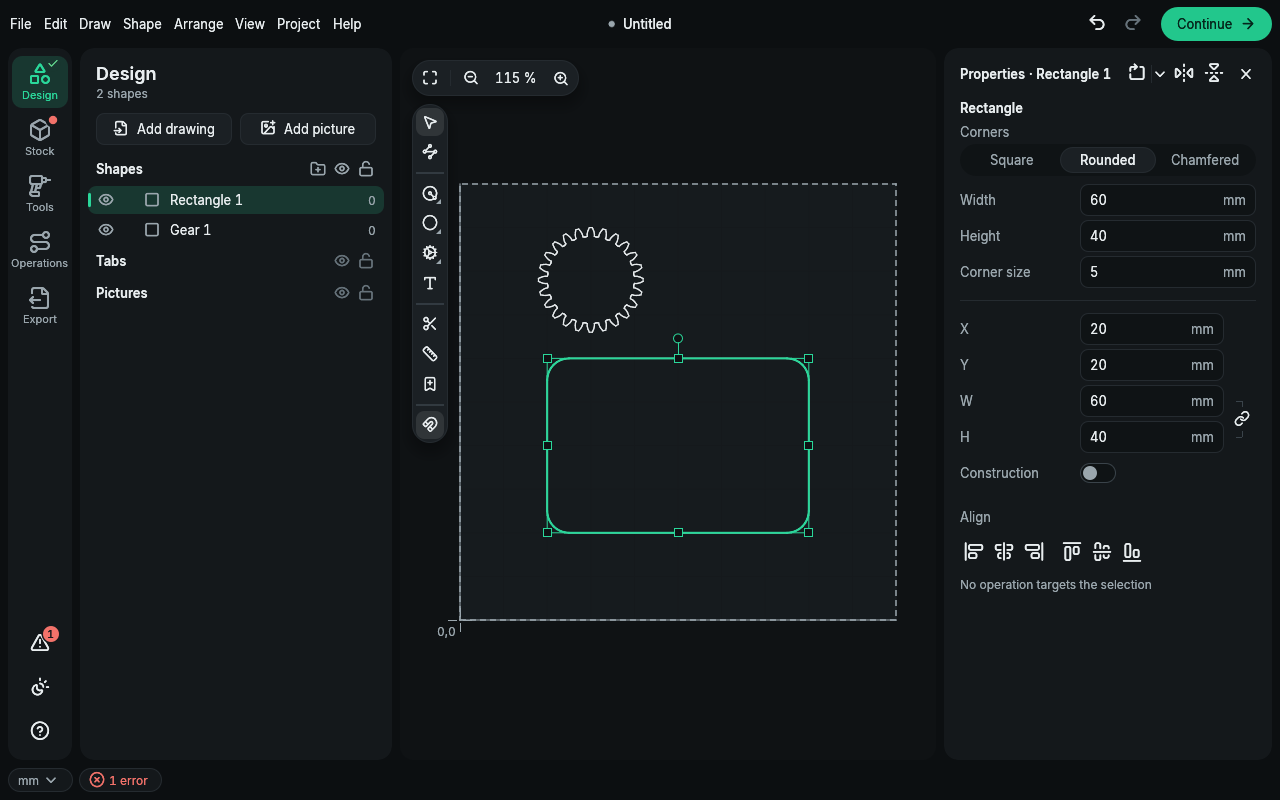 File Edit Draw Shape Arrange View Project Help
Untitled
Continue
Design
Stock
Tools
Operations
Export
1
Design
2 shapes
Add drawing
Add picture
Shapes
Rectangle 1 0
Gear 1 0
Tabs
Pictures
115 %
0,0
Properties · Rectangle 1
Rectangle
Corners
Square Rounded Chamfered
Width 60 mm
Height 40 mm
Corner size 5 mm
X 20 mm
Y 20 mm
W 60 mm
H 40 mm
Construction
Align
No operation targets the selection
mm
1 error